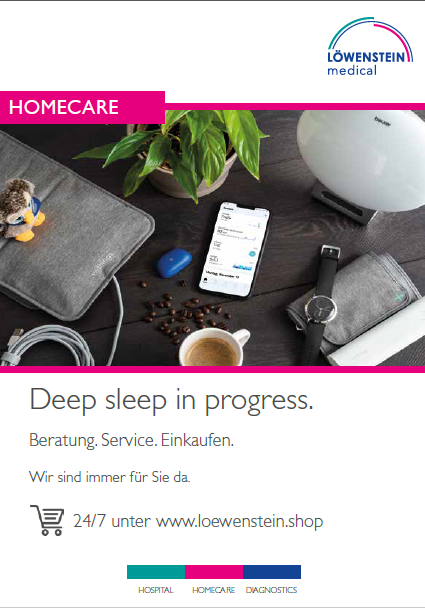 LÖWENSTEIN
medical
HOMECARE
beurer
Deep sleep in progress.
Beratung. Service. Einkaufen.
Wir sind immer für Sie da.
24/7 unter www.loewenstein.shop
HOSPITAL HOMECARE DIAGNOSTICS